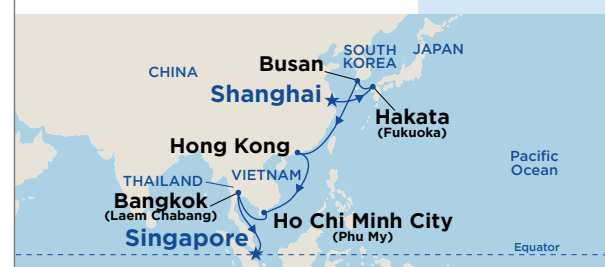 SOUTH
KOREA
JAPAN
Busan
CHINA
Shanghai
Hakata
(Fukuoka)
Hong Kong
Pacific
Ocean
THAILAND
VIETNAM
Bangkok
(Laem Chabang)
Ho Chi Minh City
(Phu My)
Singapore
Equator